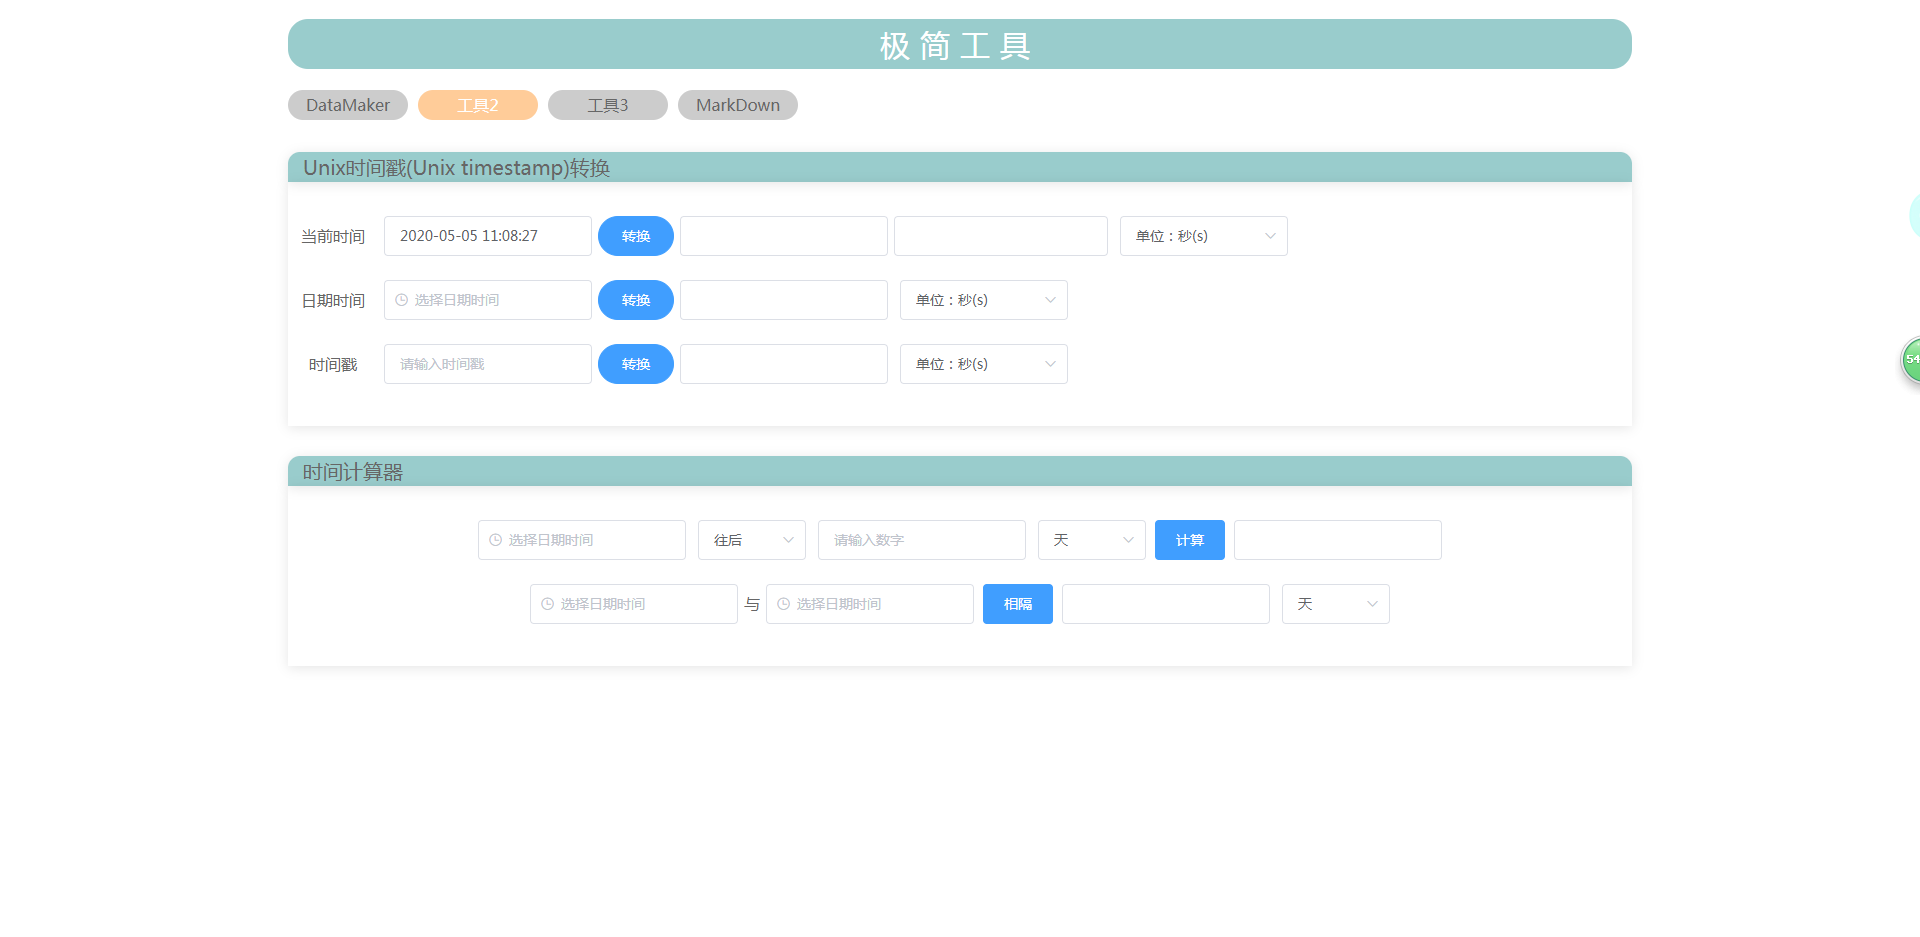 极简工具
DataMaker 工具2 工具3 MarkDown
Unix时间戳(Unix timestamp)转换
当前时间 2020-05-05 11:08:27 转换 单位：秒(s)
日期时间 选择日期时间 转换 单位：秒(s)
时间戳 请输入时间戳 转换 单位：秒(s)
54
时间计算器
选择日期时间 往后 请输入数字 天 计算
选择日期时间 与 选择日期时间 相隔 天